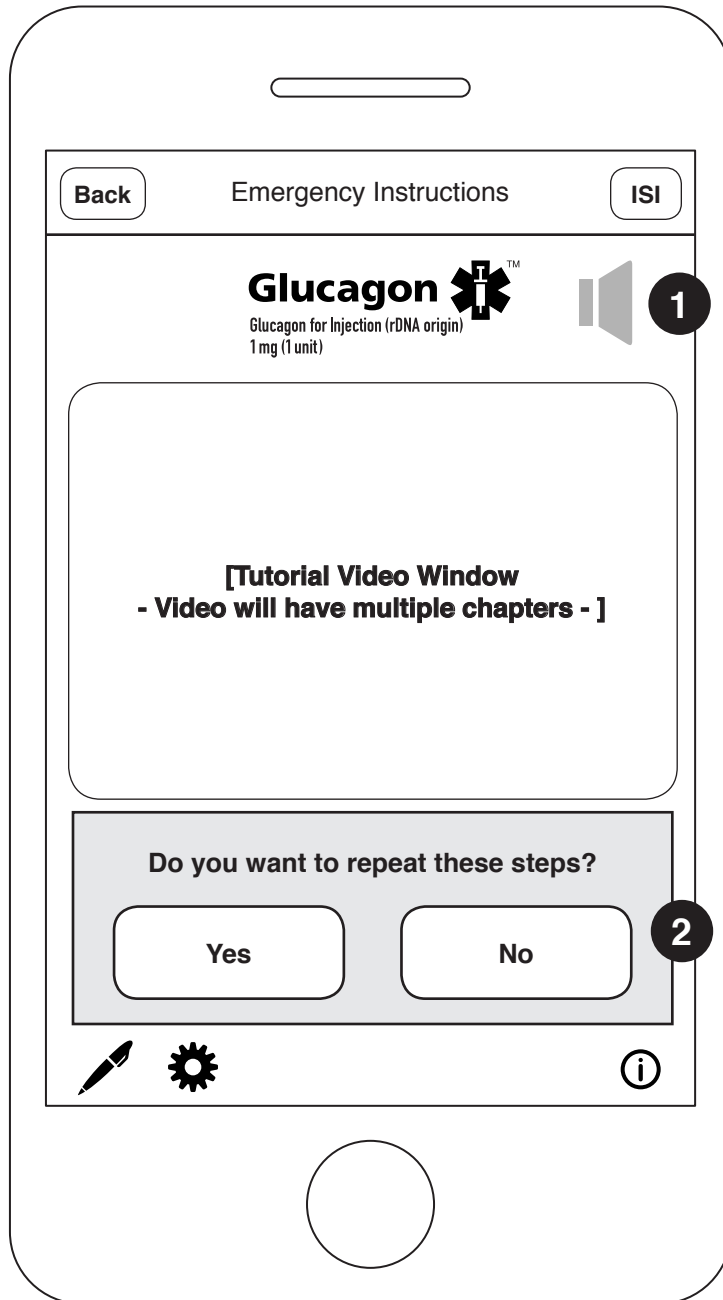 Back
Emergency Instructions
ISI
Glucagon ™
Glucagon for Injection (rDNA origin)
1 mg (1 unit)
1
[Tutorial Video Window
- Video will have multiple chapters - ]
Do you want to repeat these steps?
Yes
No
2